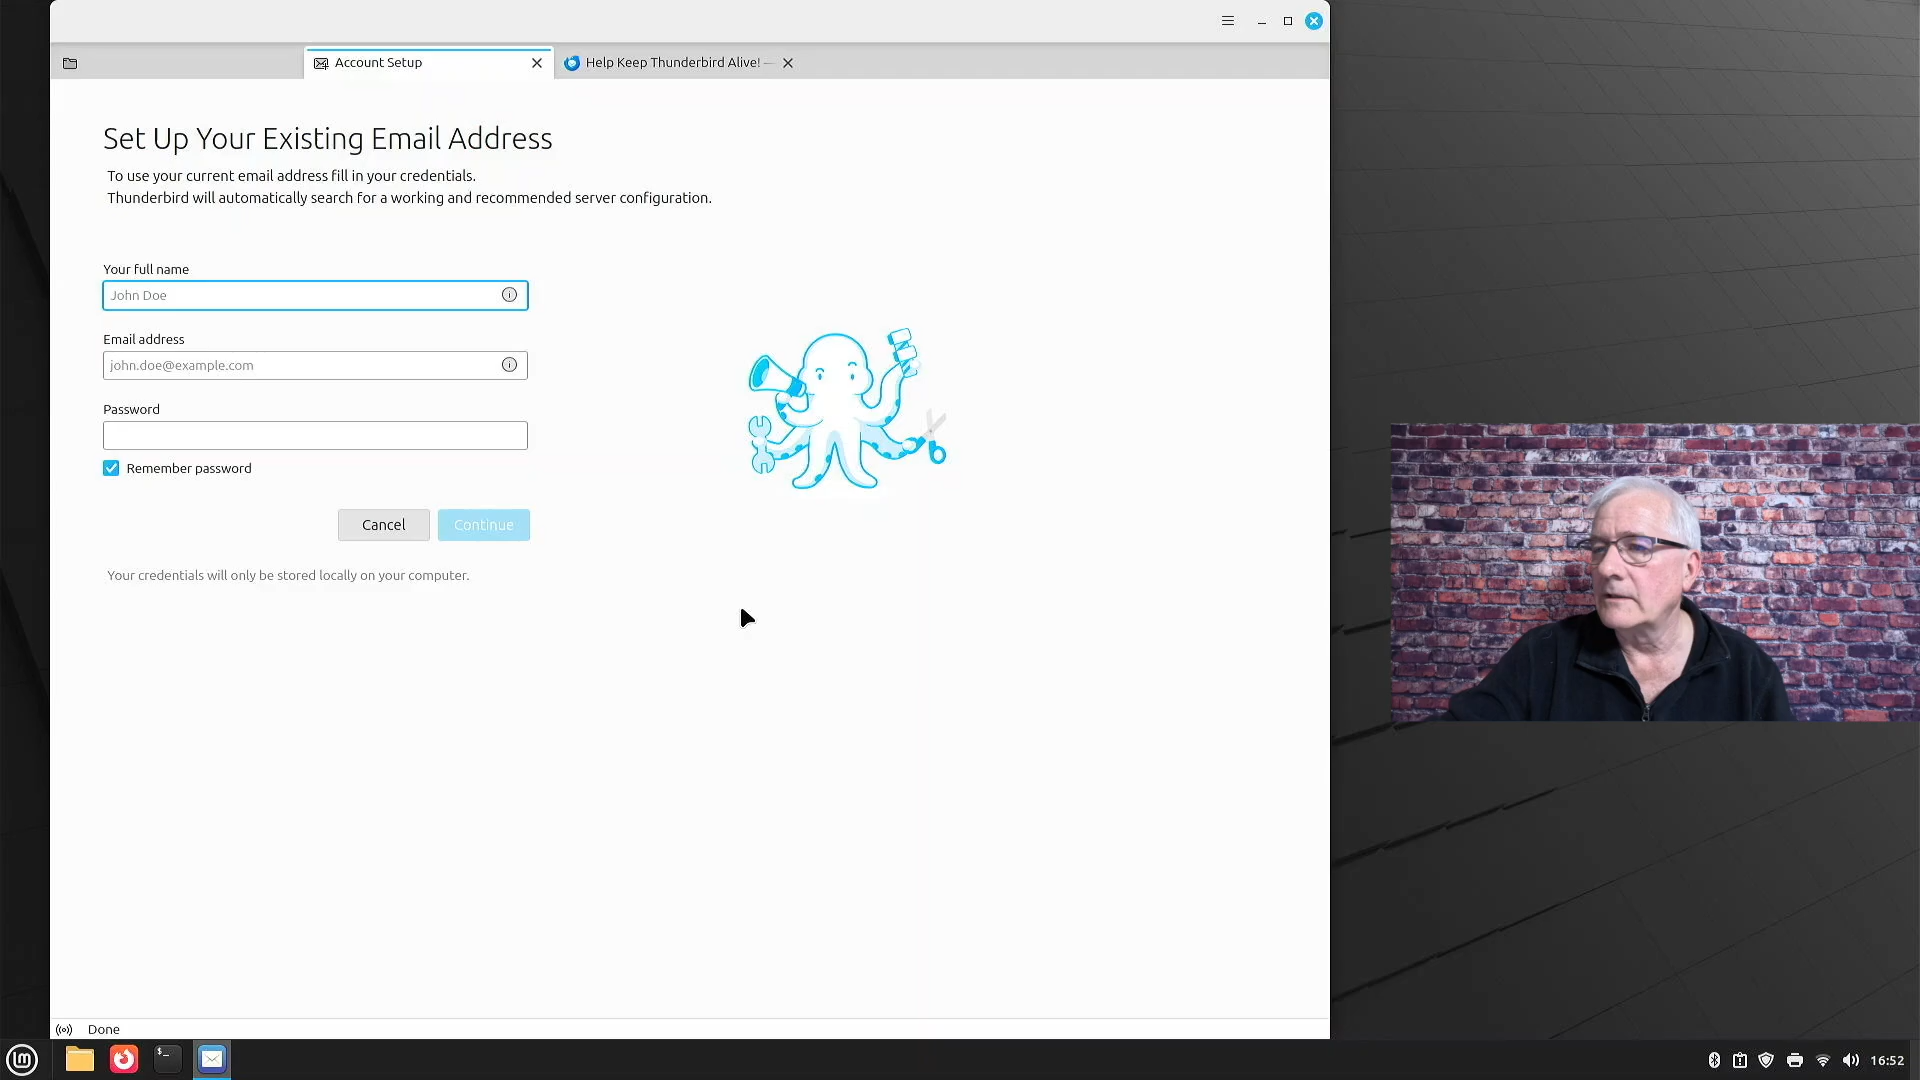 Account Setup
Help Keep Thunderbird Alive! —
Set Up Your Existing Email Address
To use your current email address fill in your credentials.
Thunderbird will automatically search for a working and recommended server configuration.
Your full name
John Doe
Email address
john.doe@example.com
Password
Remember password
Cancel
Continue
Your credentials will only be stored locally on your computer.
Done
16:52